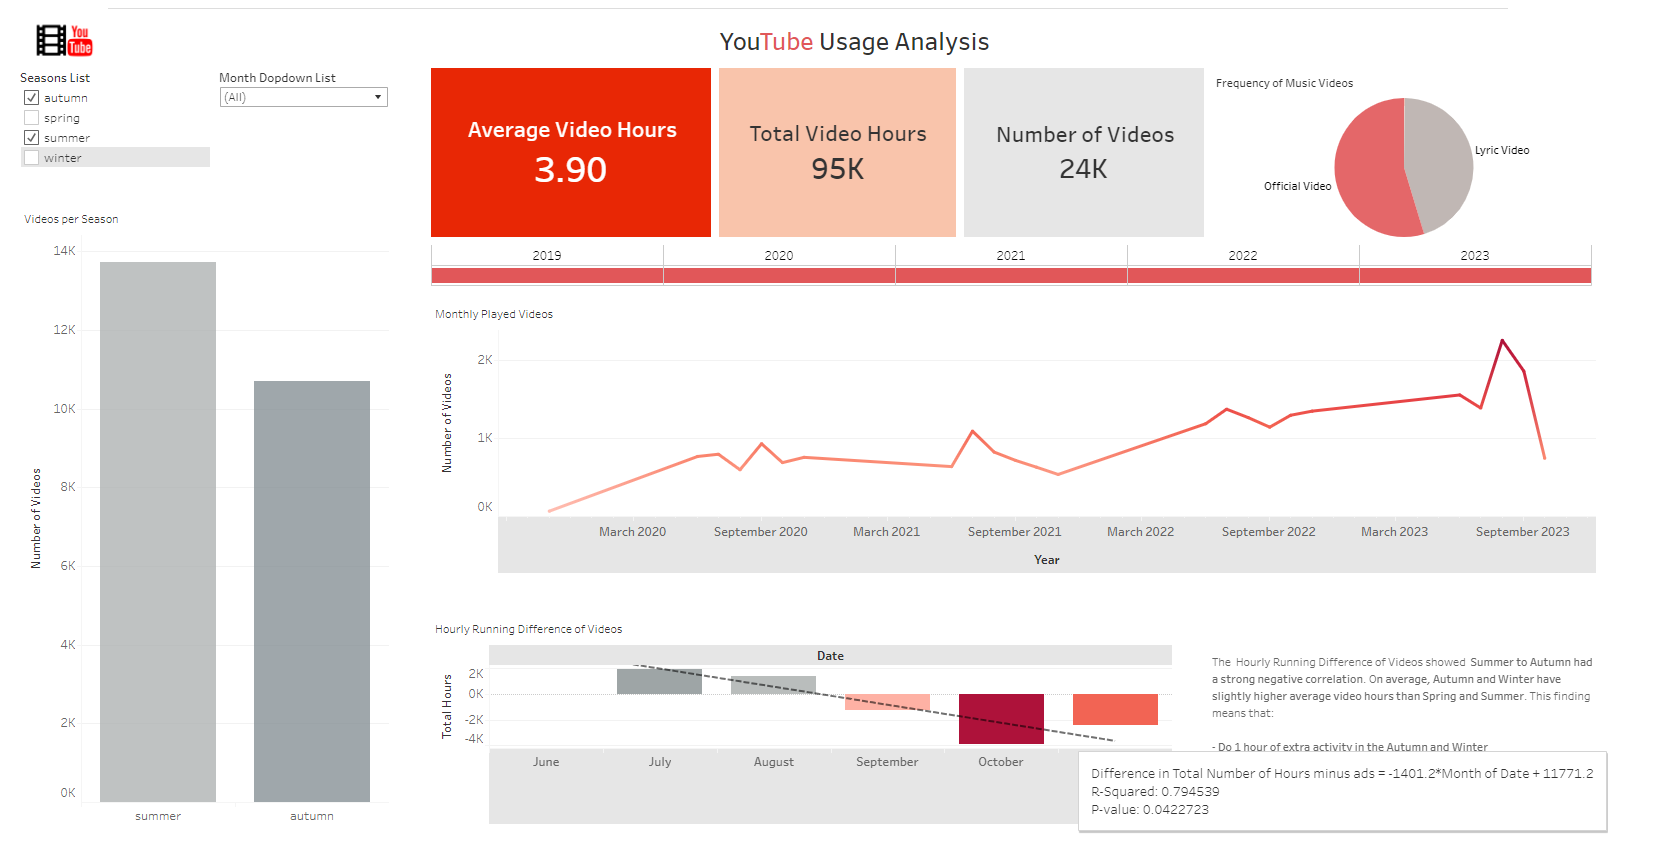 You
Tube
YouTube Usage Analysis
Seasons List
autumn
spring
summer
winter
Month Dopdown List
(All)
Average Video Hours
3.90
Total Video Hours
95K
Number of Videos
24K
Frequency of Music Videos
Lyric Video
Official Video
2019 2020 2021 2022 2023
Videos per Season
Number of Videos
14K
12K
10K
8K
6K
4K
2K
0K
summer autumn
Monthly Played Videos
Number of Videos
2K
1K
0K
March 2020 September 2020 March 2021 September 2021 March 2022 September 2022 March 2023 September 2023
Year
Hourly Running Difference of Videos
Date
Total Hours
2K
0K
-2K
-4K
June July August September October
The Hourly Running Difference of Videos showed Summer to Autumn had
a strong negative correlation. On average, Autumn and Winter have
slightly higher average video hours than Spring and Summer. This finding
means that:
- Do 1 hour of extra activity in the Autumn and Winter
Difference in Total Number of Hours minus ads = -1401.2*Month of Date + 11771.2
R-Squared: 0.794539
P-value: 0.0422723